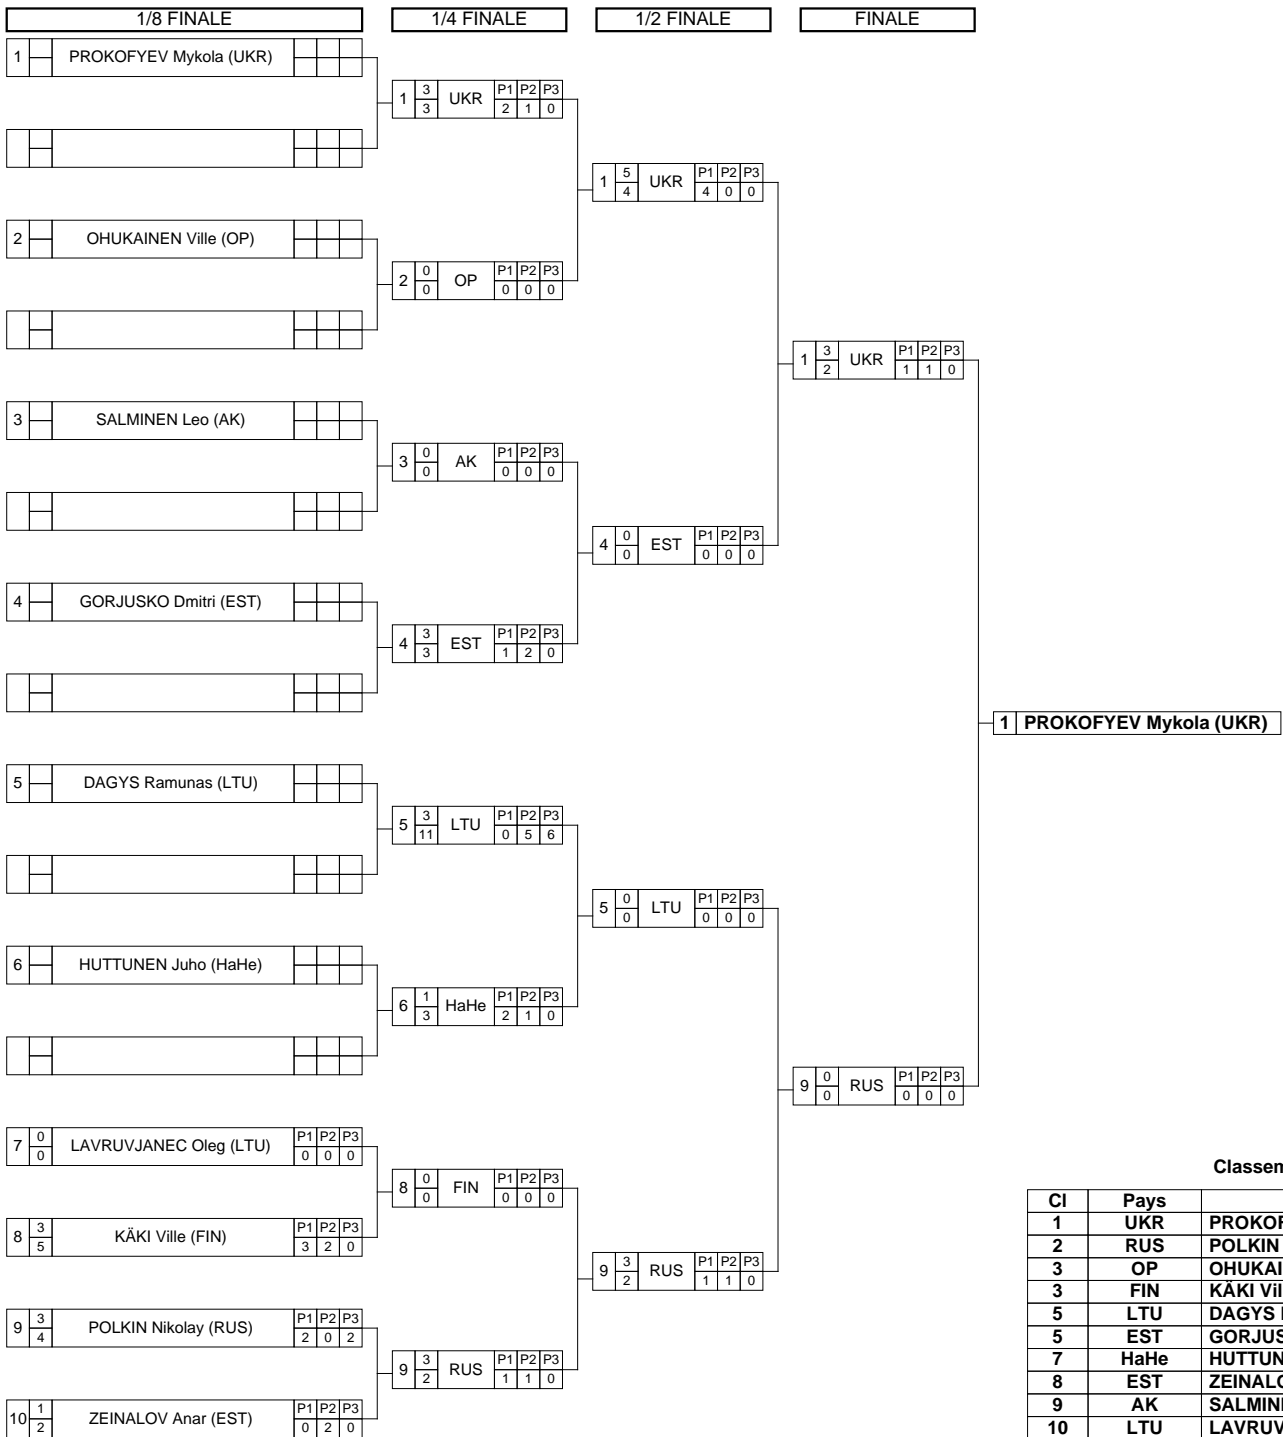 1/8 FINALE 1/4 FINALE 1/2 FINALE FINALE
1 PROKOFYEV Mykola (UKR)
1 3 3 UKR P1 P2 P3 2 1 0
1 5 4 UKR P1 P2 P3 4 0 0
2 OHUKAINEN Ville (OP)
2 0 0 OP P1 P2 P3 0 0 0
1 3 2 UKR P1 P2 P3 1 1 0
3 SALMINEN Leo (AK)
3 0 0 AK P1 P2 P3 0 0 0
4 0 0 EST P1 P2 P3 0 0 0
4 GORJUSKO Dmitri (EST)
4 3 3 EST P1 P2 P3 1 2 0
1 PROKOFYEV Mykola (UKR)
5 DAGYS Ramunas (LTU)
5 3 11 LTU P1 P2 P3 0 5 6
5 0 0 LTU P1 P2 P3 0 0 0
6 HUTTUNEN Juho (HaHe)
6 1 3 HaHe P1 P2 P3 2 1 0
9 0 0 RUS P1 P2 P3 0 0 0
7 0 0 LAVRUVJANEC Oleg (LTU) P1 P2 P3 0 0 0
8 0 0 FIN P1 P2 P3 0 0 0
8 3 5 KÄKI Ville (FIN) P1 P2 P3 3 2 0
9 3 2 RUS P1 P2 P3 1 1 0
9 3 4 POLKIN Nikolay (RUS) P1 P2 P3 2 0 2
9 3 2 RUS P1 P2 P3 1 1 0
10 1 2 ZEINALOV Anar (EST) P1 P2 P3 0 2 0
Classem
Cl Pays
1 UKR PROKOF
2 RUS POLKIN
3 OP OHUKAI
3 FIN KÄKI Vil
5 LTU DAGYS
5 EST GORJUS
7 HaHe HUTTUN
8 EST ZEINALO
9 AK SALMIN
10 LTU LAVRUV